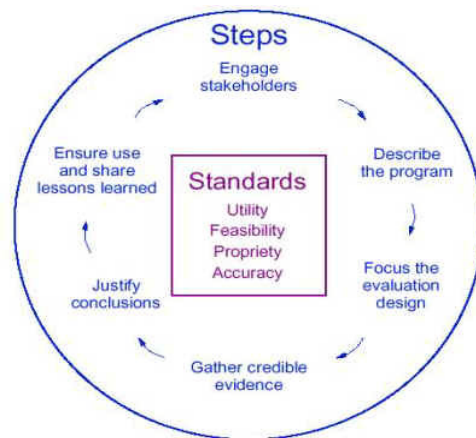 Steps
Engage
stakeholders
Describe
the program
Focus the
evaluation
design
Gather credible
evidence
Justify
conclusions
Ensure use
and share
lessons learned
Standards
Utility
Feasibility
Propriety
Accuracy